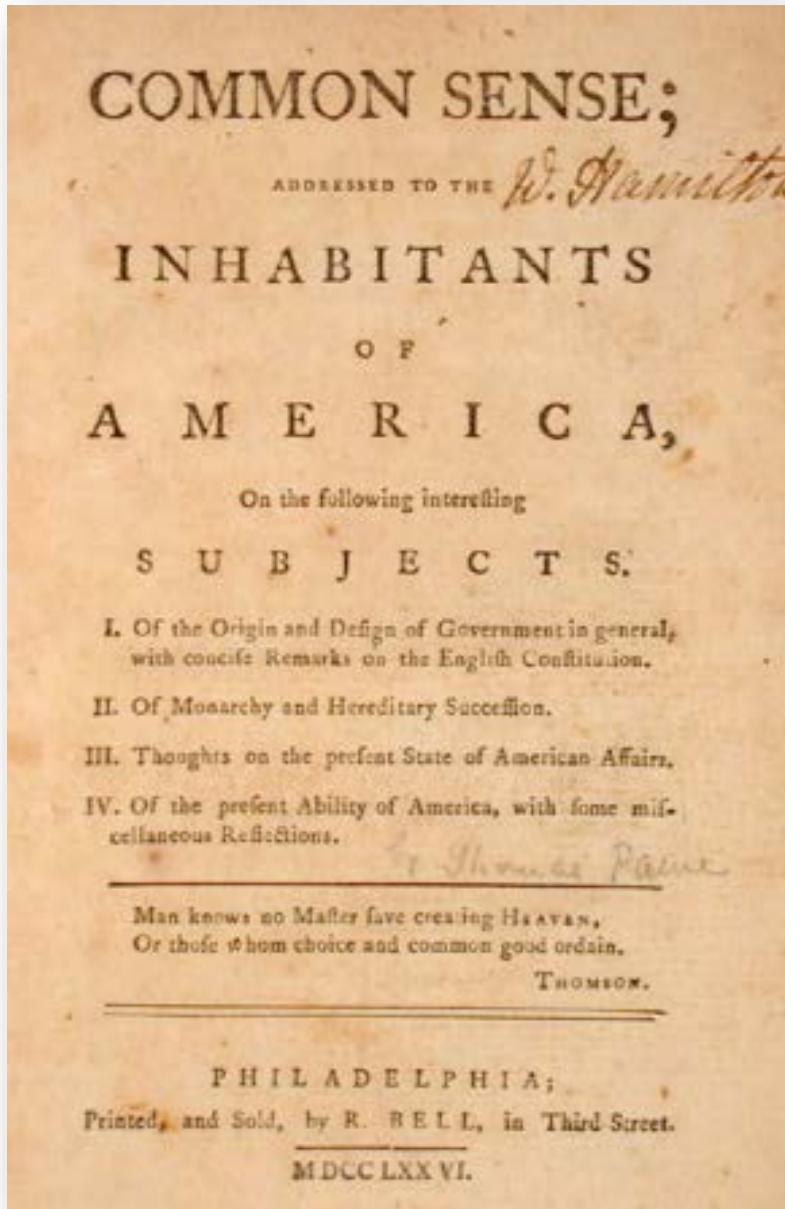 COMMON SENSE;
ADDRESSED TO THE W. Hamilton
INHABITANTS
OF
AMERICA,
On the following intereſting
SUBJECTS.
I. Of the Origin and Deſign of Government in general,
with conciſe Remarks on the Engliſh Conſtitution.
II. Of Monarchy and Hereditary Succeſſion.
III. Thoughts on the preſent State of American Affairs.
IV. Of the preſent Ability of America, with ſome miſ-
cellaneous Reflections.
by Thomas Paine
Man knows no Maſter ſave creating HEAVEN,
Or thoſe whom choice and common good ordain.
THOMSON.
PHILADELPHIA;
Printed, and Sold, by R. BELL, in Third Street.
MDCCLXXVI.